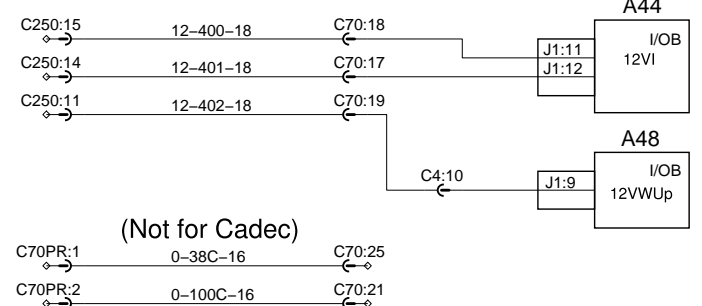 A44
C250:15 12–400–18 C70:18
I/OB
J1:11
12VI
C250:14 12–401–18 C70:17
J1:12
C250:11 12–402–18 C70:19
A48
C4:10
I/OB
J1:9
12VWUp
(Not for Cadec)
C70PR:1 0–38C–16 C70:25
C70PR:2 0–100C–16 C70:21